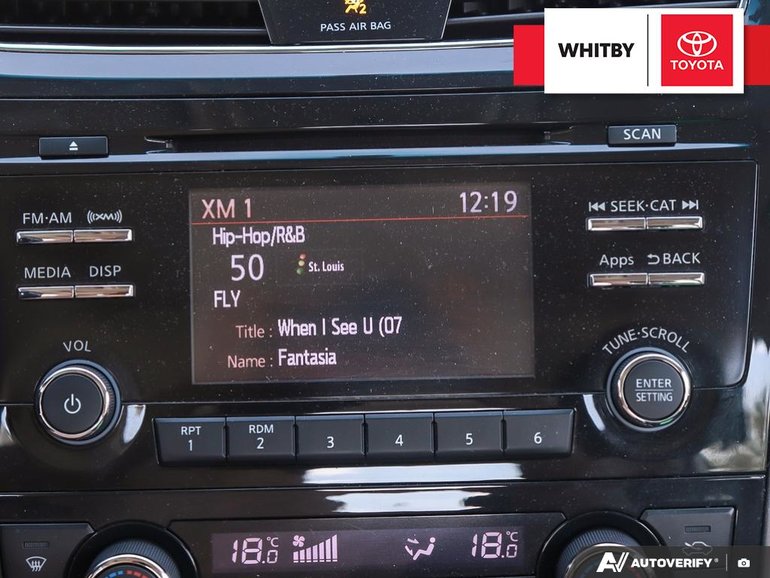 PASS AIR BAG
WHITBY
TOYOTA
SCAN
FM·AM
((XM))
SEEK·CAT
MEDIA
DISP
Apps
BACK
XM 1
12:19
Hip-Hop/R&B
50
St. Louis
FLY
Title : When I See U (07
Name : Fantasia
VOL
TUNE·SCROLL
ENTER
SETTING
RPT
1
RDM
2
3
4
5
6
18.0°C
18.0°C
AUTOVERIFY